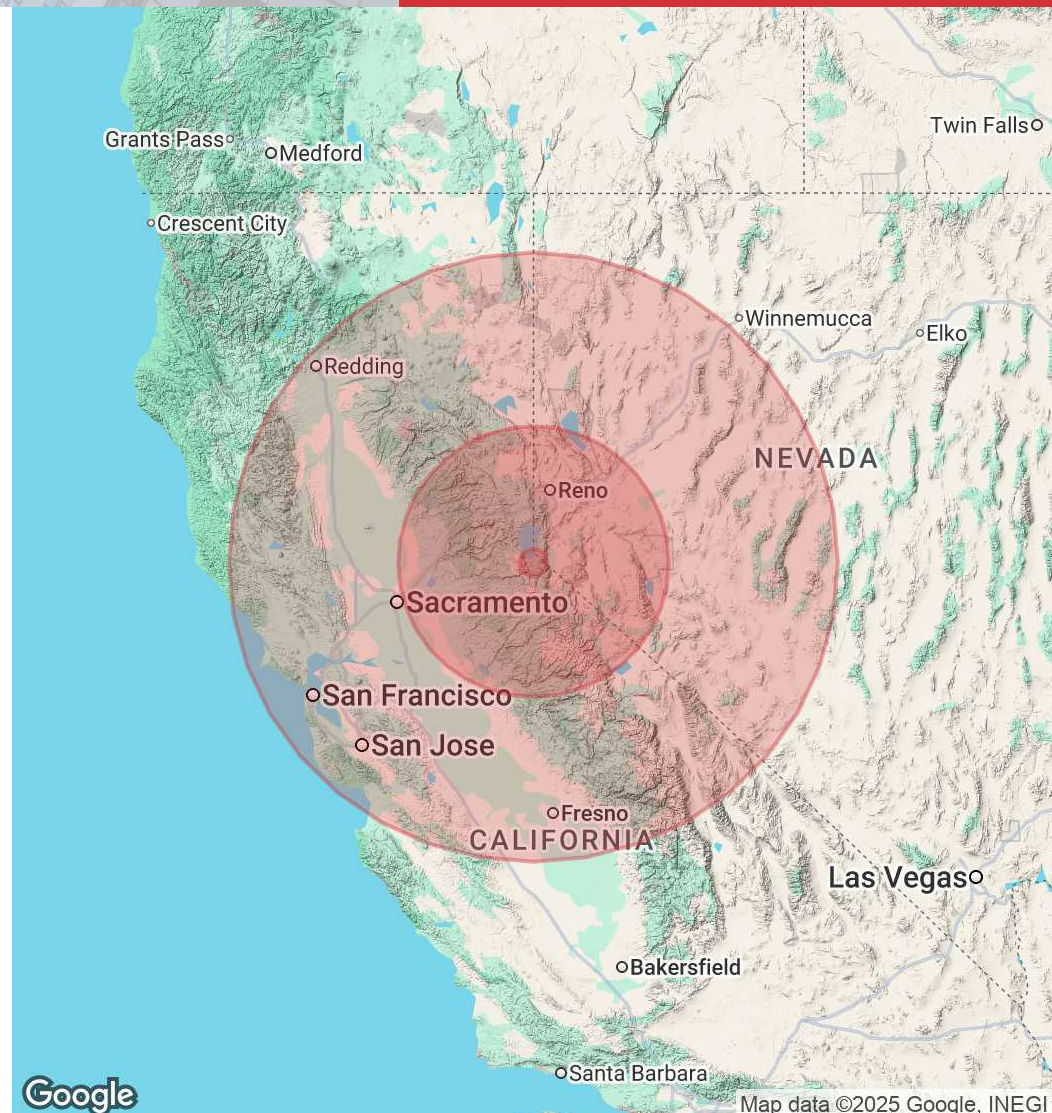 Twin Falls
Grants Pass
Medford
Crescent City
Winnemucca
Elko
Redding
NEVADA
Reno
Sacramento
San Francisco
San Jose
Fresno
CALIFORNIA
Las Vegas
Bakersfield
Santa Barbara
Google
Map data ©2025 Google, INEGI